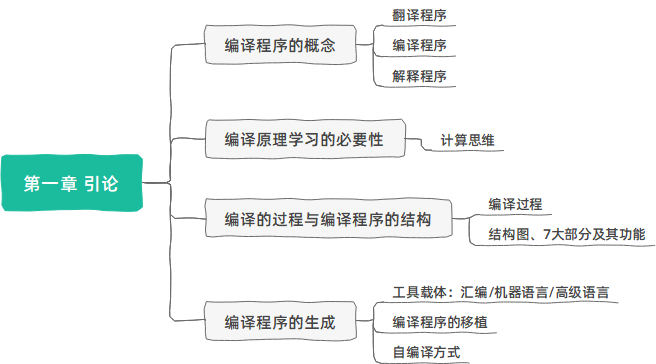 第一章 引论
编译程序的概念
翻译程序
编译程序
解释程序
编译原理学习的必要性
计算思维
编译的过程与编译程序的结构
编译过程
结构图、7大部分及其功能
编译程序的生成
工具载体：汇编/机器语言/高级语言
编译程序的移植
自编译方式